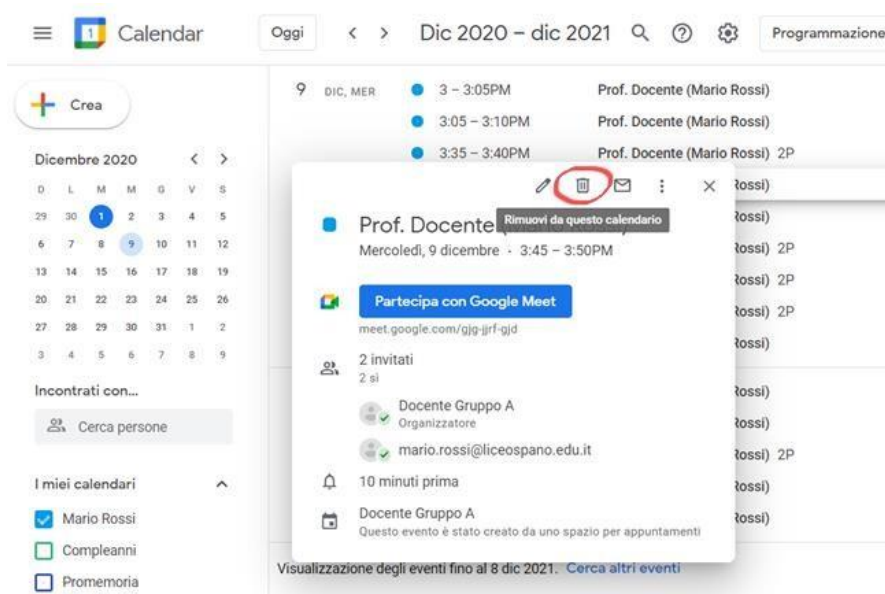 1 Calendar Oggi < > Dic 2020 – dic 2021 Programmazione
Crea
Dicembre 2020 < >
D L M M G V S
29 30 1 2 3 4 5
6 7 8 9 10 11 12
13 14 15 16 17 18 19
20 21 22 23 24 25 26
27 28 29 30 31 1 2
3 4 5 6 7 8 9
Incontrati con...
Cerca persone
I miei calendari
Mario Rossi
Compleanni
Promemoria
9 DIC, MER 3 – 3:05PM Prof. Docente (Mario Rossi)
3:05 – 3:10PM Prof. Docente (Mario Rossi)
3:35 – 3:40PM Prof. Docente (Mario Rossi) 2P
Rossi)
Rossi)
Rossi) 2P
Rossi) 2P
Rossi) 2P
Rossi)
Rossi)
Rossi)
Rossi) 2P
Rossi)
Rossi)
Rimuovi da questo calendario
Prof. Docente (Mario Rossi)
Mercoledì, 9 dicembre · 3:45 – 3:50PM
Partecipa con Google Meet
meet.google.com/gjg-jjrf-gjd
2 invitati
2 sì
Docente Gruppo A
Organizzatore
mario.rossi@liceospano.edu.it
10 minuti prima
Docente Gruppo A
Questo evento è stato creato da uno spazio per appuntamenti
Visualizzazione degli eventi fino al 8 dic 2021. Cerca altri eventi